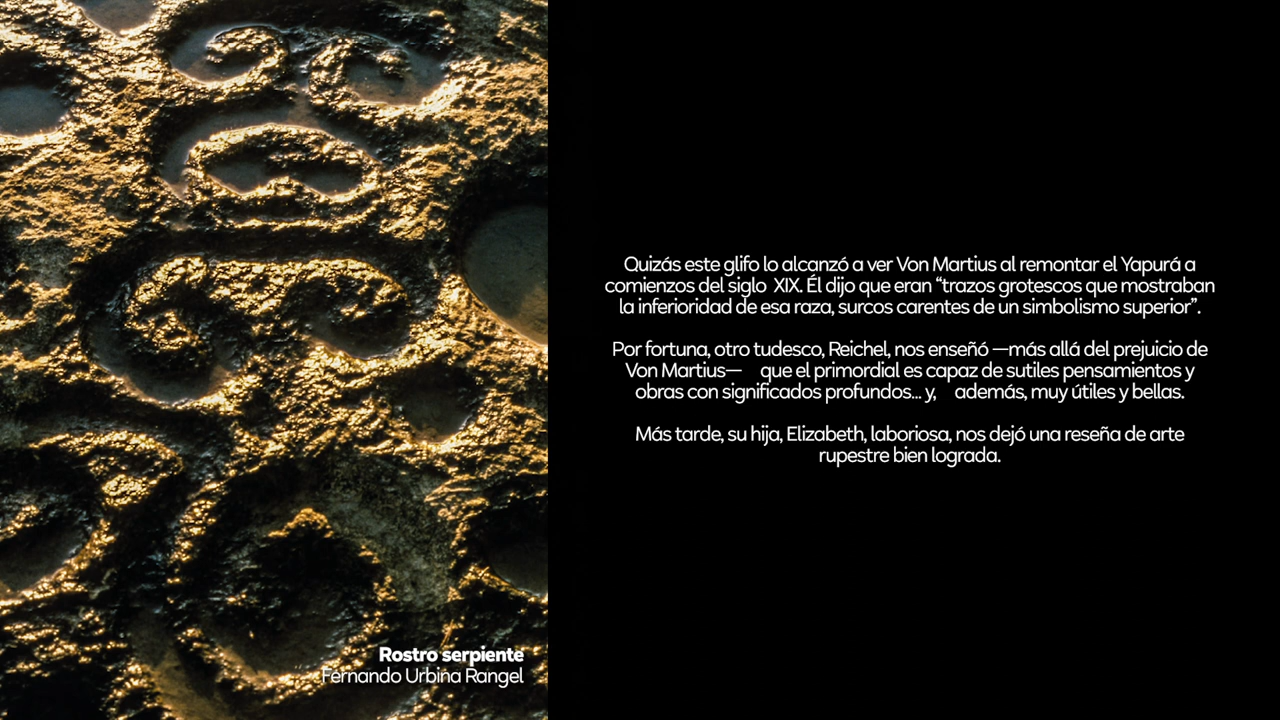 Quizás este glifo lo alcanzó a ver Von Martius al remontar el Yapurá a
comienzos del siglo XIX. Él dijo que eran “trazos grotescos que mostraban
la inferioridad de esa raza, surcos carentes de un simbolismo superior”.
Por fortuna, otro tudesco, Reichel, nos enseñó —más allá del prejuicio de
Von Martius— que el primordial es capaz de sutiles pensamientos y
obras con significados profundos... y, además, muy útiles y bellas.
Más tarde, su hija, Elizabeth, laboriosa, nos dejó una reseña de arte
rupestre bien lograda.
Rostro serpiente
Fernando Urbina Rangel